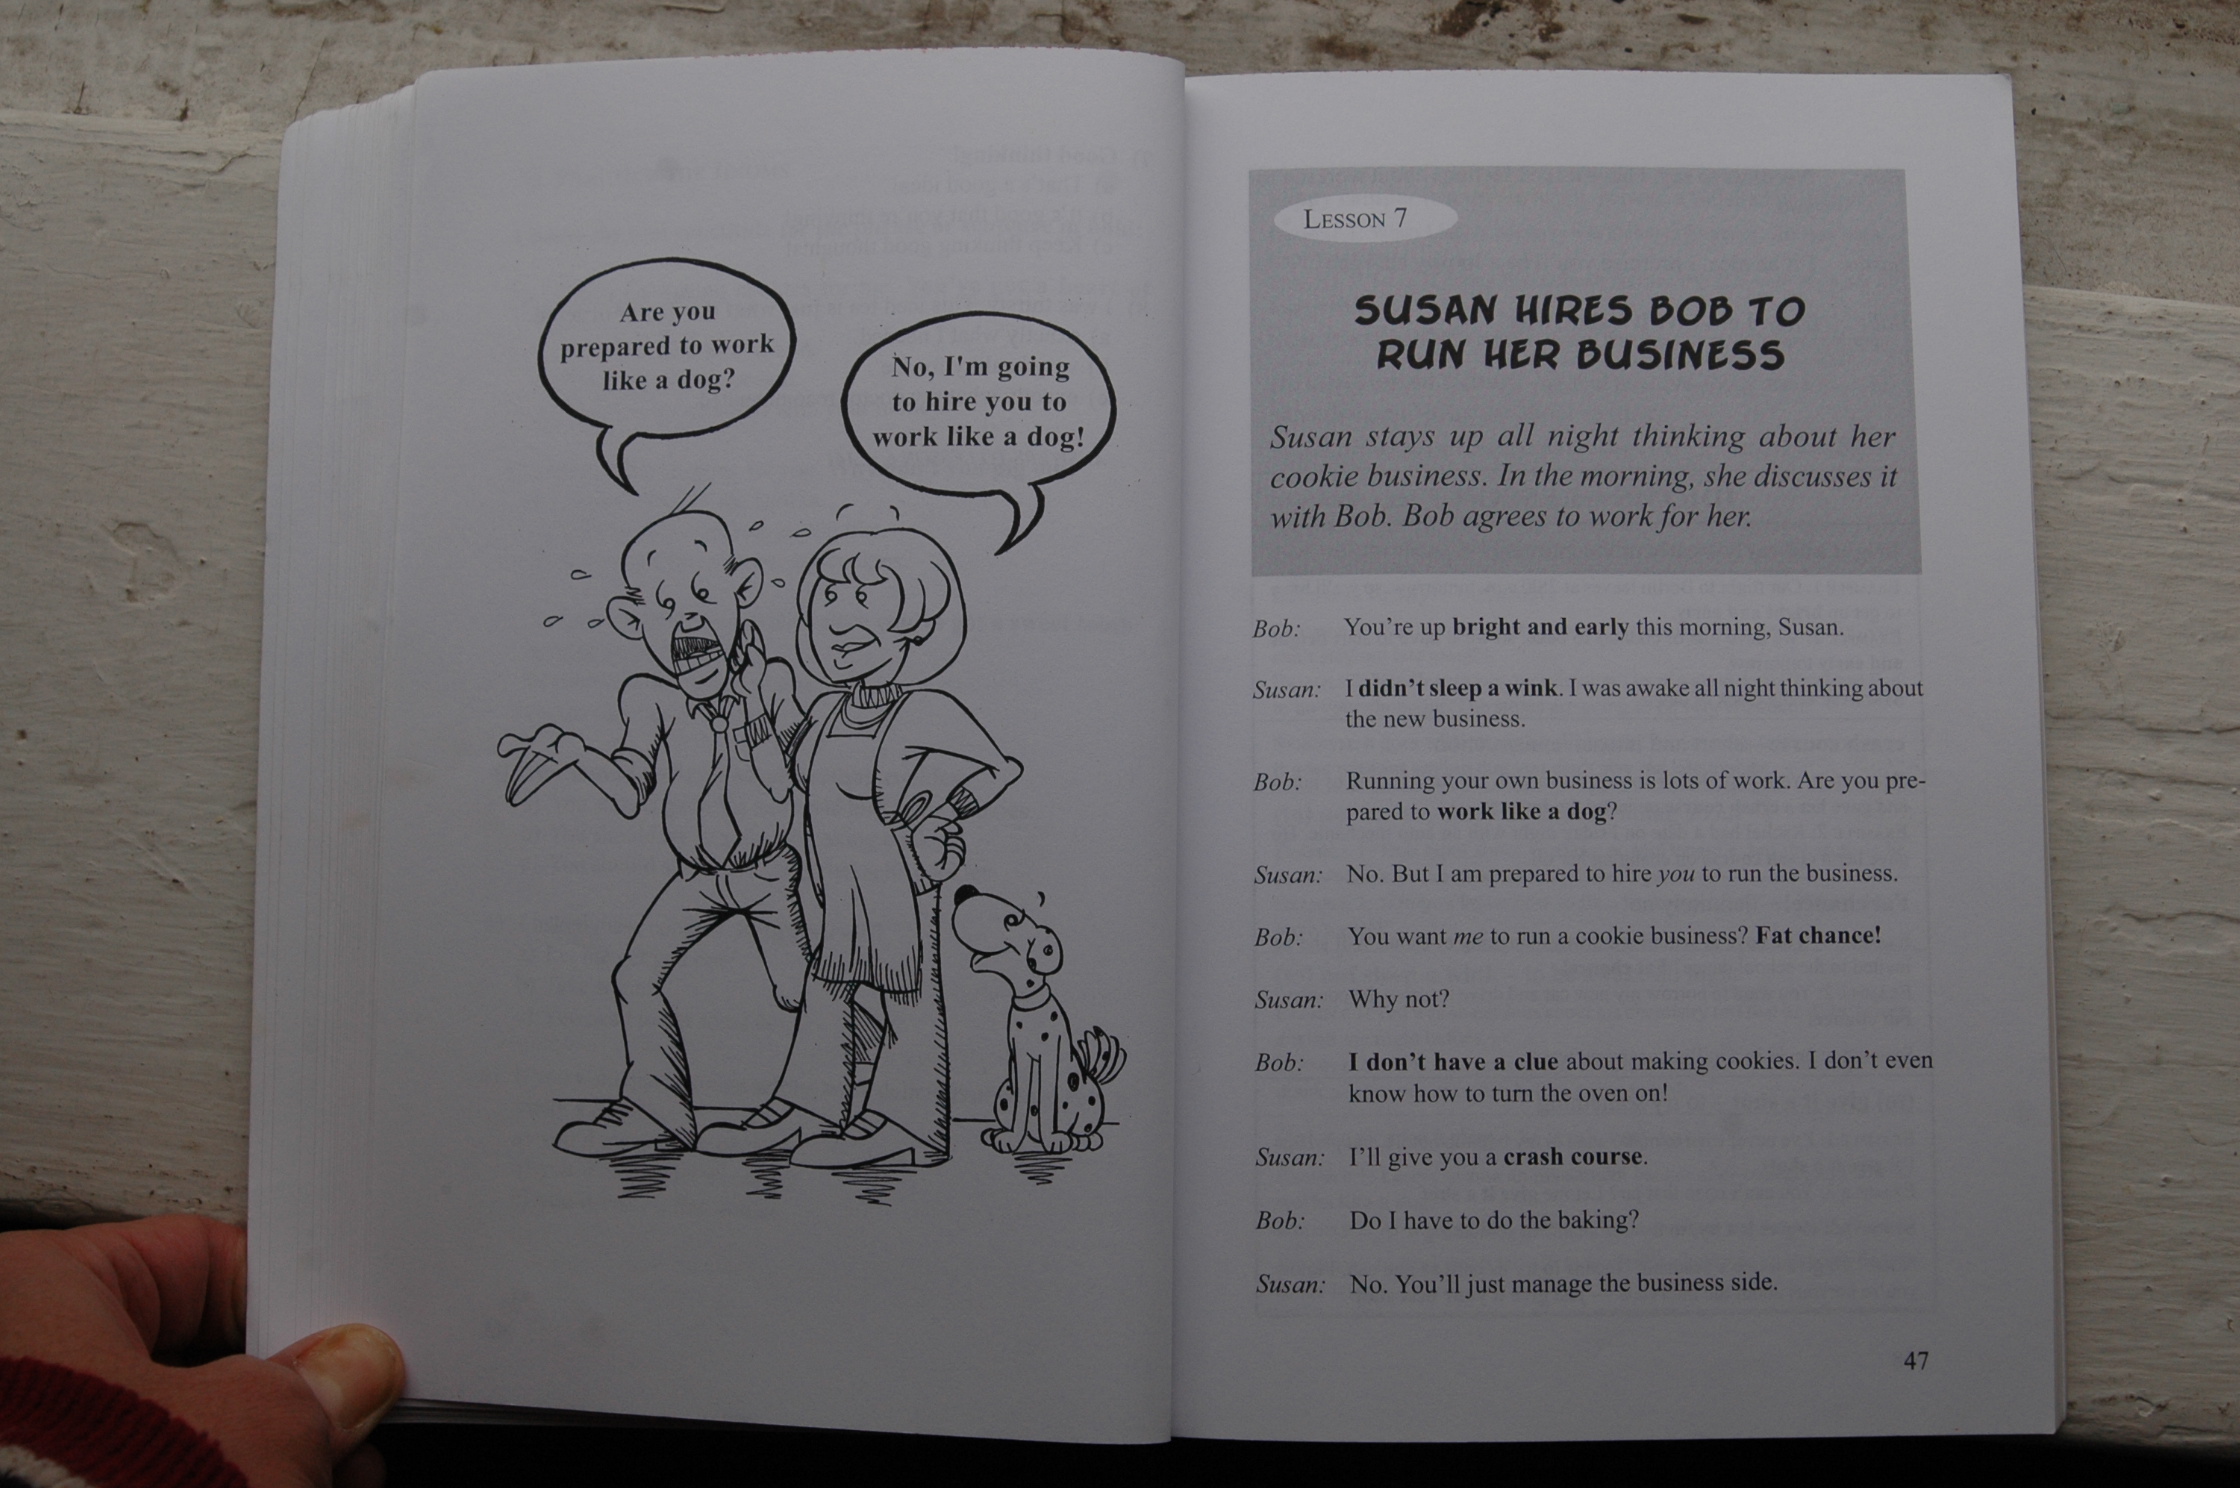 Are you
prepared to work
like a dog?
No, I'm going
to hire you to
work like a dog!
LESSON 7
SUSAN HIRES BOB TO
RUN HER BUSINESS
Susan stays up all night thinking about her
cookie business. In the morning, she discusses it
with Bob. Bob agrees to work for her.
Bob: You're up bright and early this morning, Susan.
Susan: I didn't sleep a wink. I was awake all night thinking about
the new business.
Bob: Running your own business is lots of work. Are you pre-
pared to work like a dog?
Susan: No. But I am prepared to hire you to run the business.
Bob: You want me to run a cookie business? Fat chance!
Susan: Why not?
Bob: I don't have a clue about making cookies. I don't even
know how to turn the oven on!
Susan: I'll give you a crash course.
Bob: Do I have to do the baking?
Susan: No. You'll just manage the business side.
47